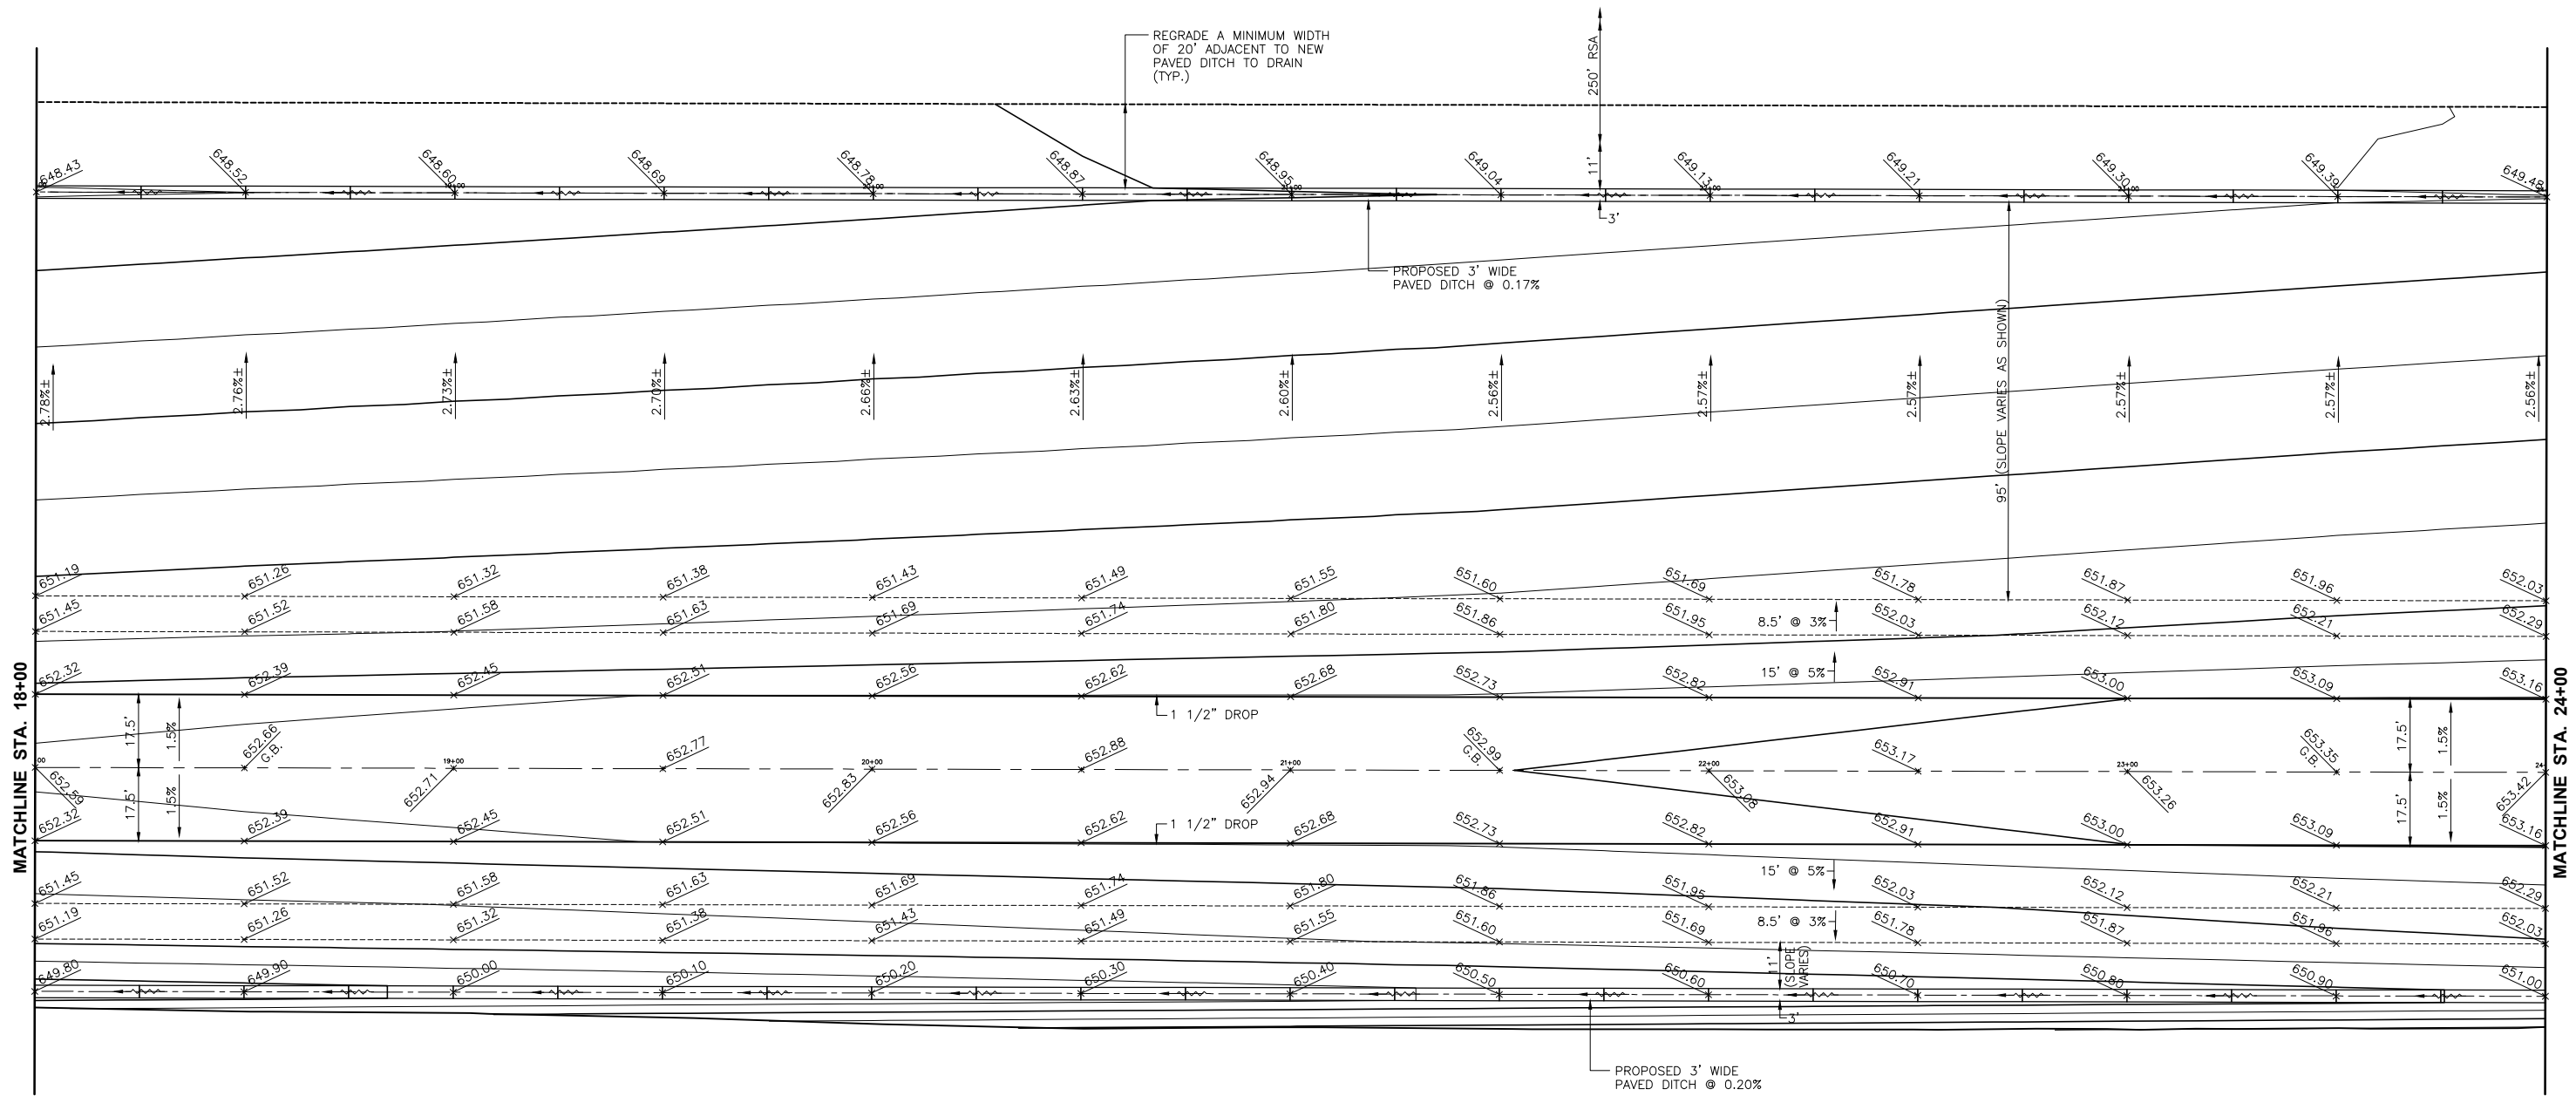 REGRADE A MINIMUM WIDTH
OF 20' ADJACENT TO NEW
PAVED DITCH TO DRAIN
(TYP.)
250' RSA
11'
648.43 648.52 648.60 648.69 648.78 648.87 648.95 649.04 649.13 649.21 649.30 649.39 649.48
3'
PROPOSED 3' WIDE
PAVED DITCH @ 0.17%
95' (SLOPE VARIES AS SHOWN)
2.78%± 2.76%± 2.73%± 2.70%± 2.66%± 2.63%± 2.60%± 2.56%± 2.57%± 2.57%± 2.57%± 2.57%± 2.56%±
651.19 651.26 651.32 651.38 651.43 651.49 651.55 651.60 651.69 651.78 651.87 651.96 652.03
8.5' @ 3%
651.45 651.52 651.58 651.63 651.69 651.74 651.80 651.86 651.95 652.03 652.12 652.21 652.29
15' @ 5%
652.32 652.39 652.45 652.51 652.56 652.62 652.68 652.73 652.82 652.91 653.00 653.09 653.16
1 1/2" DROP
17.5' 1.5% 17.5' 1.5%
MATCHLINE STA. 18+00
MATCHLINE STA. 24+00
00 19+00 20+00 21+00 22+00 23+00 24
652.59 652.66 652.71 652.77 652.83 652.88 652.94 652.99 653.08 653.17 653.26 653.35 653.42
G.B. G.B. G.B.
17.5' 1.5% 17.5' 1.5%
1 1/2" DROP
652.32 652.39 652.45 652.51 652.56 652.62 652.68 652.73 652.82 652.91 653.00 653.09 653.16
15' @ 5%
651.45 651.52 651.58 651.63 651.69 651.74 651.80 651.86 651.95 652.03 652.12 652.21 652.29
8.5' @ 3%
651.19 651.26 651.32 651.38 651.43 651.49 651.55 651.60 651.69 651.78 651.87 651.96 652.03
11'
(SLOPE
VARIES)
649.80 649.90 650.00 650.10 650.20 650.30 650.40 650.50 650.60 650.70 650.80 650.90 651.00
3'
PROPOSED 3' WIDE
PAVED DITCH @ 0.20%